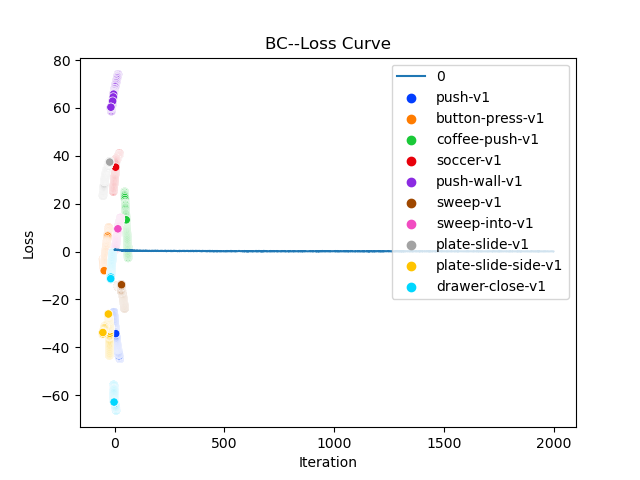 BC--Loss Curve
80
60
40
20
0
−20
−40
−60
Loss
0
500
1000
1500
2000
Iteration
0
push-v1
button-press-v1
coffee-push-v1
soccer-v1
push-wall-v1
sweep-v1
sweep-into-v1
plate-slide-v1
plate-slide-side-v1
drawer-close-v1